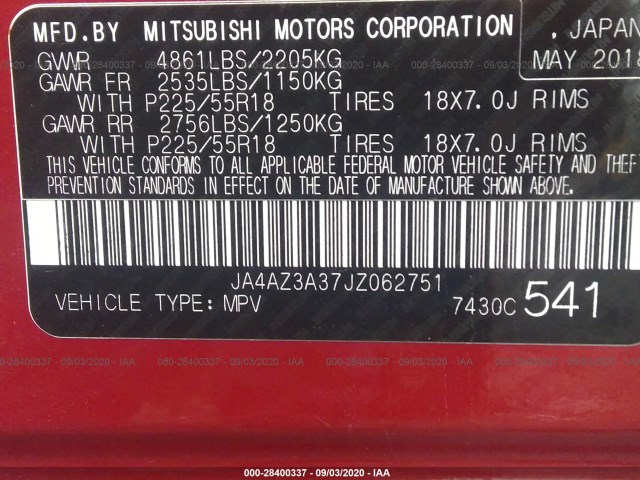 MFD.BY MITSUBISHI MOTORS CORPORATION , JAPAN
GVWR 4861LBS/2205KG MAY 2018
GAWR FR 2535LBS/1150KG
WITH P225/55R18 TIRES 18X7.0J RIMS
GAWR RR 2756LBS/1250KG
WITH P225/55R18 TIRES 18X7.0J RIMS
THIS VEHICLE CONFORMS TO ALL APPLICABLE FEDERAL MOTOR VEHICLE SAFETY AND THEFT
PREVENTION STANDARDS IN EFFECT ON THE DATE OF MANUFACTURE SHOWN ABOVE.
JA4AZ3A37JZ062751
VEHICLE TYPE: MPV 7430C 541
000-28400337 - 09/03/2020 - IAA